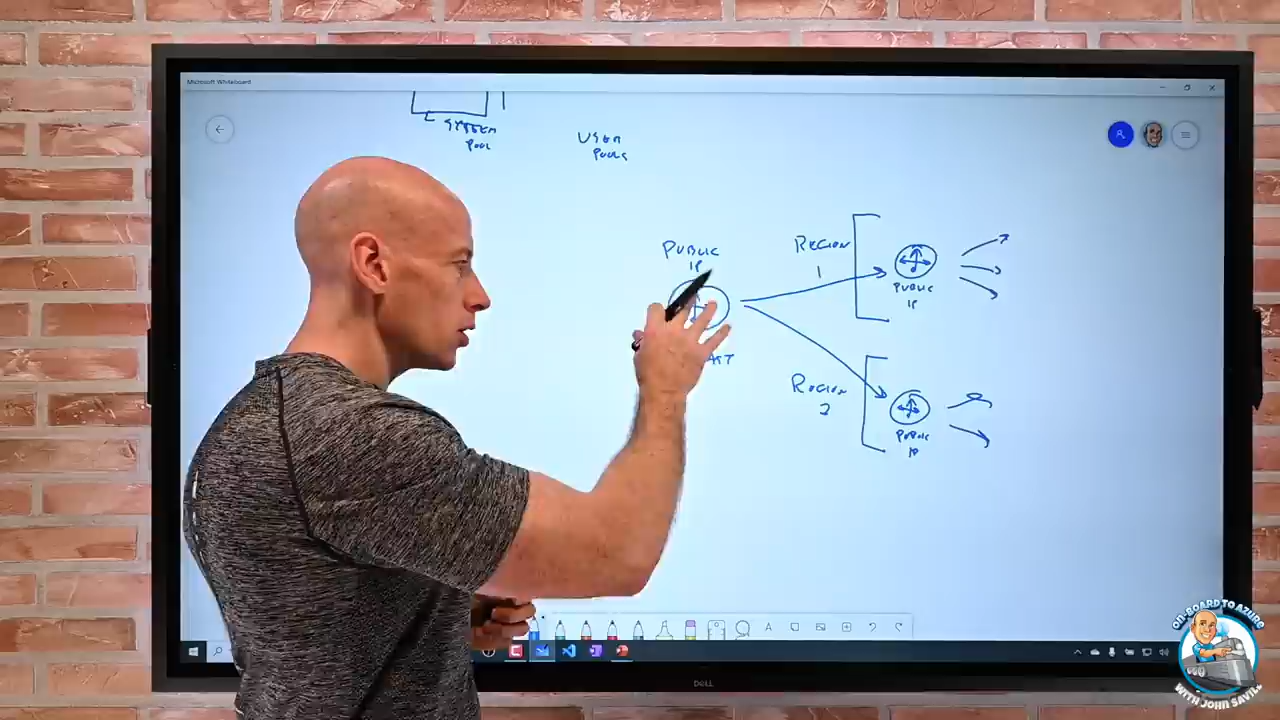 Microsoft Whiteboard
SYSTEM
POOL
USER
POOLS
PUBLIC
IP
REGION
1
PUBLIC
IP
REGION
2
PUBLIC
IP
DELL
ON-BOARD TO AZURE
WITH JOHN SAVILL